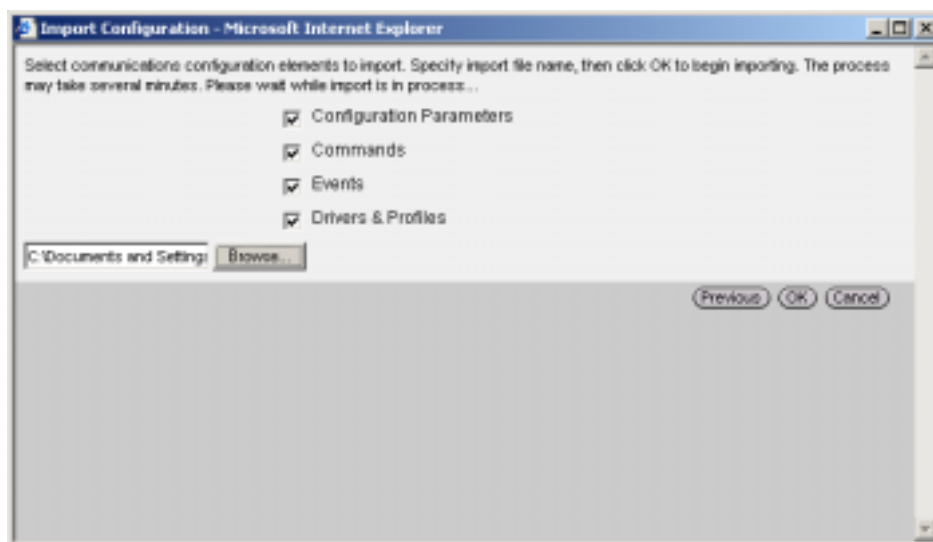 Import Configuration - Microsoft Internet Explorer
Select communications configuration elements to import. Specify import file name, then click OK to begin importing. The process
may take several minutes. Please wait while import is in process...
Configuration Parameters
Commands
Events
Drivers & Profiles
C:\Documents and Settings
Browse...
Previous
OK
Cancel